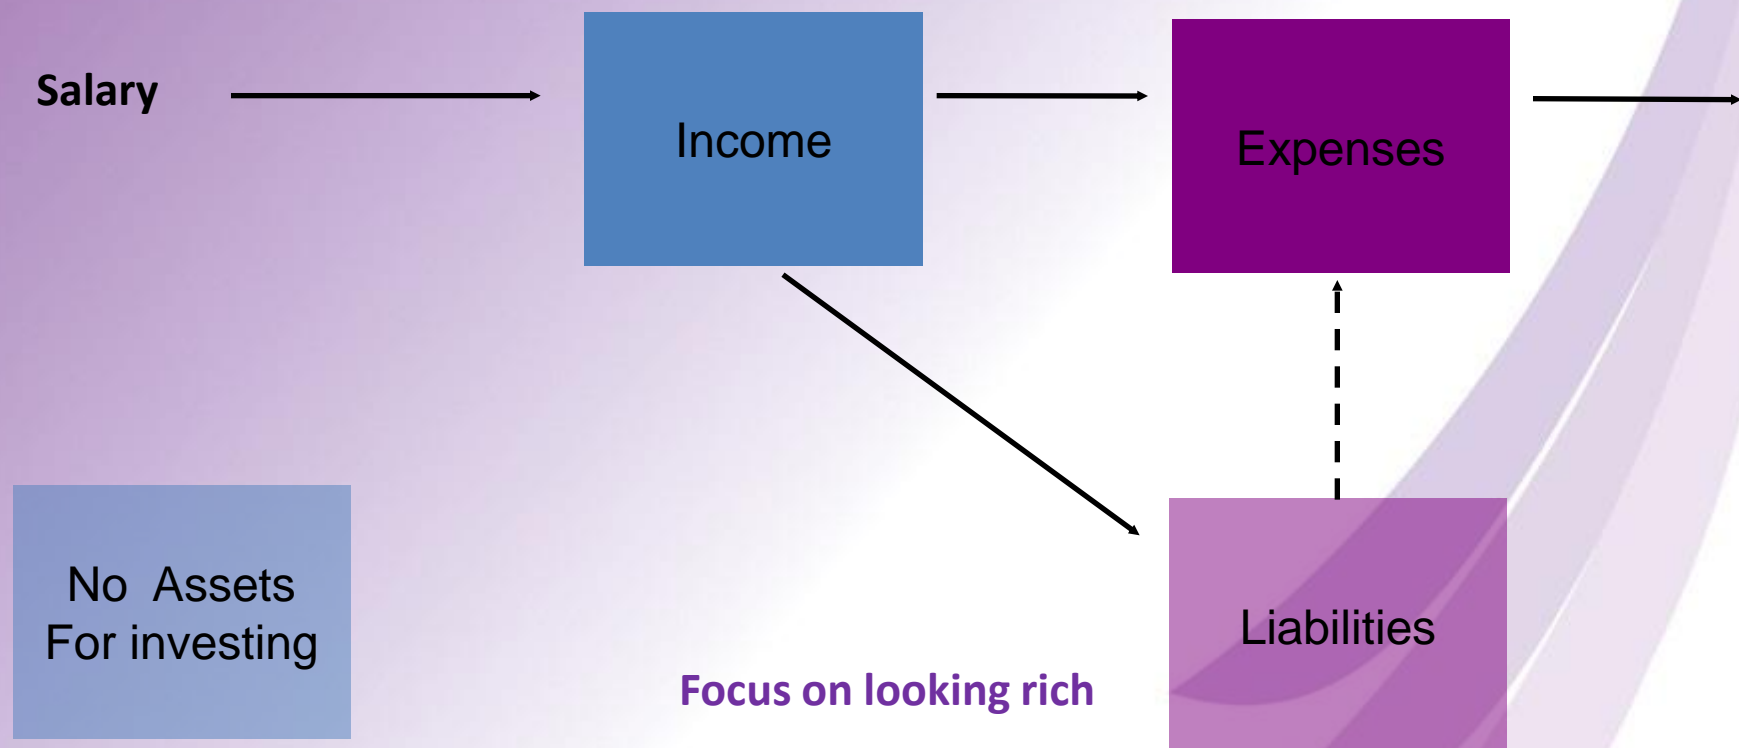 Salary
Income
Expenses
No Assets
For investing
Liabilities
Focus on looking rich